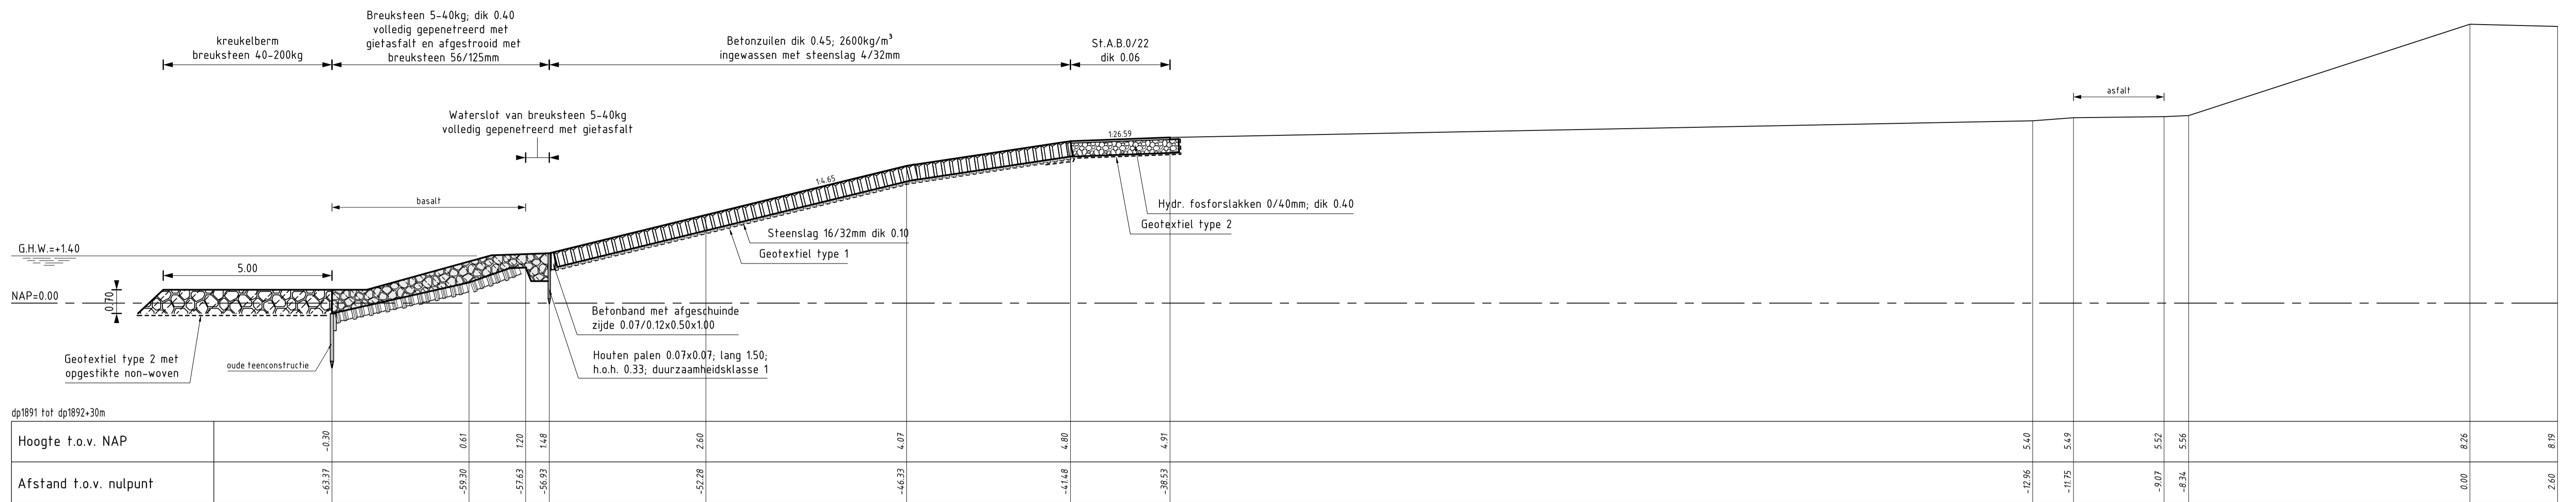 kreukelberm
breuksteen 40-200kg
Breuksteen 5-40kg; dik 0.40
volledig gepenetreerd met
gietasfalt en afgestrooid met
breuksteen 56/125mm
Betonzuilen dik 0.45; 2600kg/m³
ingewassen met steenslag 4/32mm
St.A.B.0/22
dik 0.06
Waterslot van breuksteen 5-40kg
volledig gepenetreerd met gietasfalt
asfalt
1:26.59
1:4.65
basalt
Hydr. fosforslakken 0/40mm; dik 0.40
Geotextiel type 2
Steenslag 16/32mm dik 0.10
Geotextiel type 1
G.H.W.=+1.40
5.00
NAP=0.00
0.70
Betonband met afgeschuinde
zijde 0.07/0.12x0.50x1.00
Houten palen 0.07x0.07; lang 1.50;
h.o.h. 0.33; duurzaamheidsklasse 1
Geotextiel type 2 met
opgestikte non-woven
oude teenconstructie
dp1891 tot dp1892+30m
Hoogte t.o.v. NAP -0.30 0.61 1.20 1.48 2.60 4.07 4.80 4.91 5.40 5.49 5.52 5.56 8.26 8.19
Afstand t.o.v. nulpunt -63.37 -59.30 -57.63 -56.93 -52.28 -46.33 -41.48 -38.53 -12.96 -11.75 -9.07 -8.34 0.00 2.60